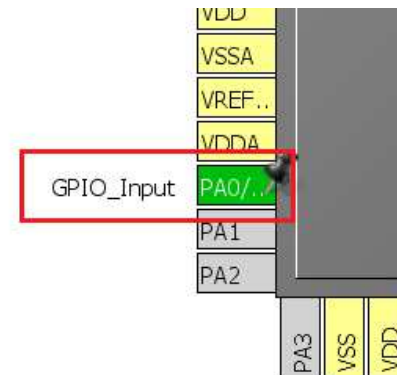 VDD
VSSA
VREF..
VDDA
GPIO_Input PA0/..
PA1
PA2
PA3
VSS
VDD